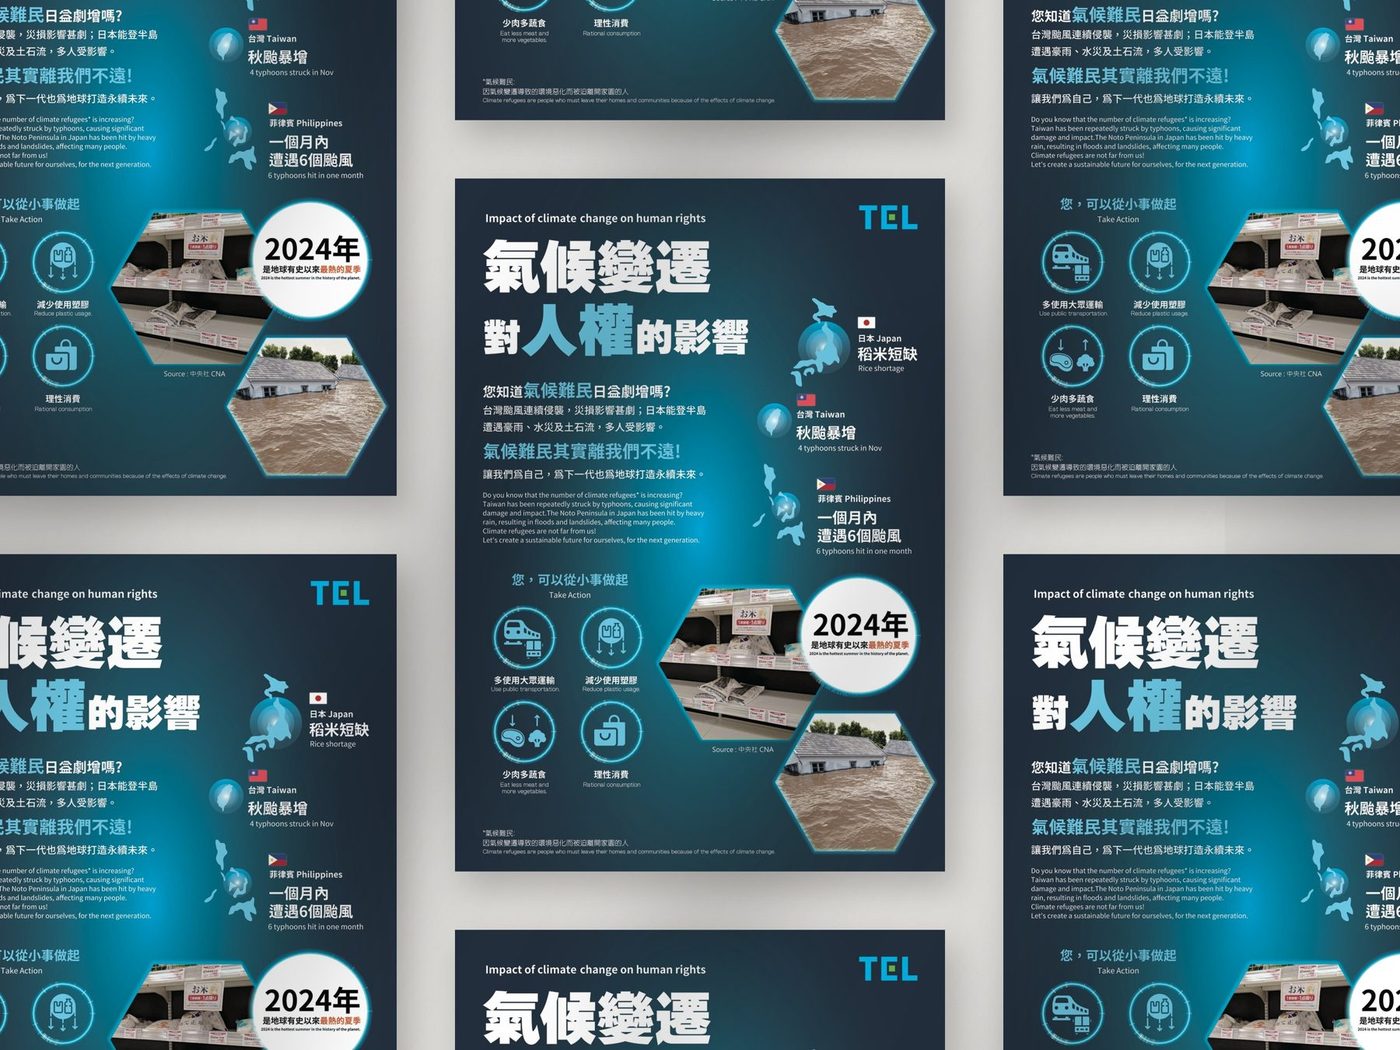 Impact of climate change on human rights
TEL
氣候變遷
對人權的影響
日本 Japan
稻米短缺
Rice shortage
您知道氣候難民日益劇增嗎?
台灣颱風連續侵襲，災損影響甚劇；日本能登半島
遭遇豪雨、水災及土石流，多人受影響。
台灣 Taiwan
秋颱暴增
4 typhoons struck in Nov
氣候難民其實離我們不遠!
讓我們爲自己，爲下一代也爲地球打造永續未來。
Do you know that the number of climate refugees* is increasing?
Taiwan has been repeatedly struck by typhoons, causing significant
damage and impact.The Noto Peninsula in Japan has been hit by heavy
rain, resulting in floods and landslides, affecting many people.
Climate refugees are not far from us!
Let's create a sustainable future for ourselves, for the next generation.
菲律賓 Philippines
一個月內
遭遇6個颱風
6 typhoons hit in one month
您，可以從小事做起
Take Action
多使用大眾運輸
Use public transportation.
減少使用塑膠
Reduce plastic usage.
少肉多蔬食
Eat less meat and
more vegetables.
理性消費
Rational consumption
お米
2024年
是地球有史以來最熱的夏季
2024 is the hottest summer in the history of the planet.
Source : 中央社 CNA
*氣候難民:
因氣候變遷導致的環境惡化而被迫離開家園的人
Climate refugees are people who must leave their homes and communities because of the effects of climate change.